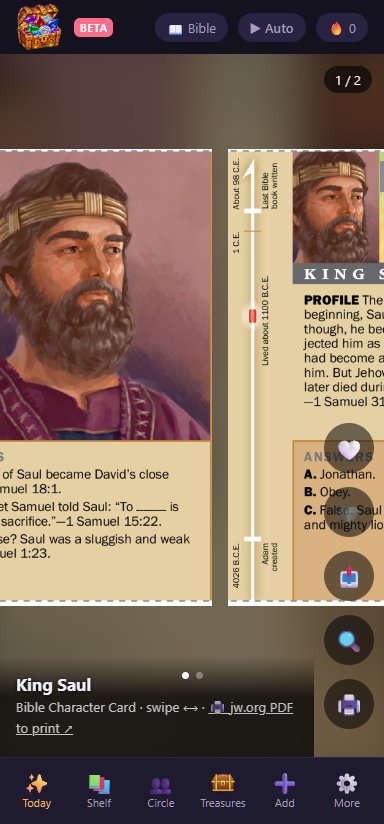 BETA
Bible
Auto
0
1 / 2
S
of Saul became David's close
muel 18:1.
et Samuel told Saul: "To _____ is
sacrifice."—1 Samuel 15:22.
se? Saul was a sluggish and weak
uel 1:23.
About 98 C.E.
Last Bible
book written
1 C.E.
Lived about 1100 B.C.E.
4026 B.C.E.
Adam
created
KING S
PROFILE The
beginning, Sau
though, he bec
jected him as
had become a
him. But Jehov
later died durin
—1 Samuel 31
ANSWERS
A. Jonathan.
B. Obey.
C. False. Saul
and mighty lio
King Saul
Bible Character Card · swipe ↔ · jw.org PDF
to print ↗
Today
Shelf
Circle
Treasures
Add
More